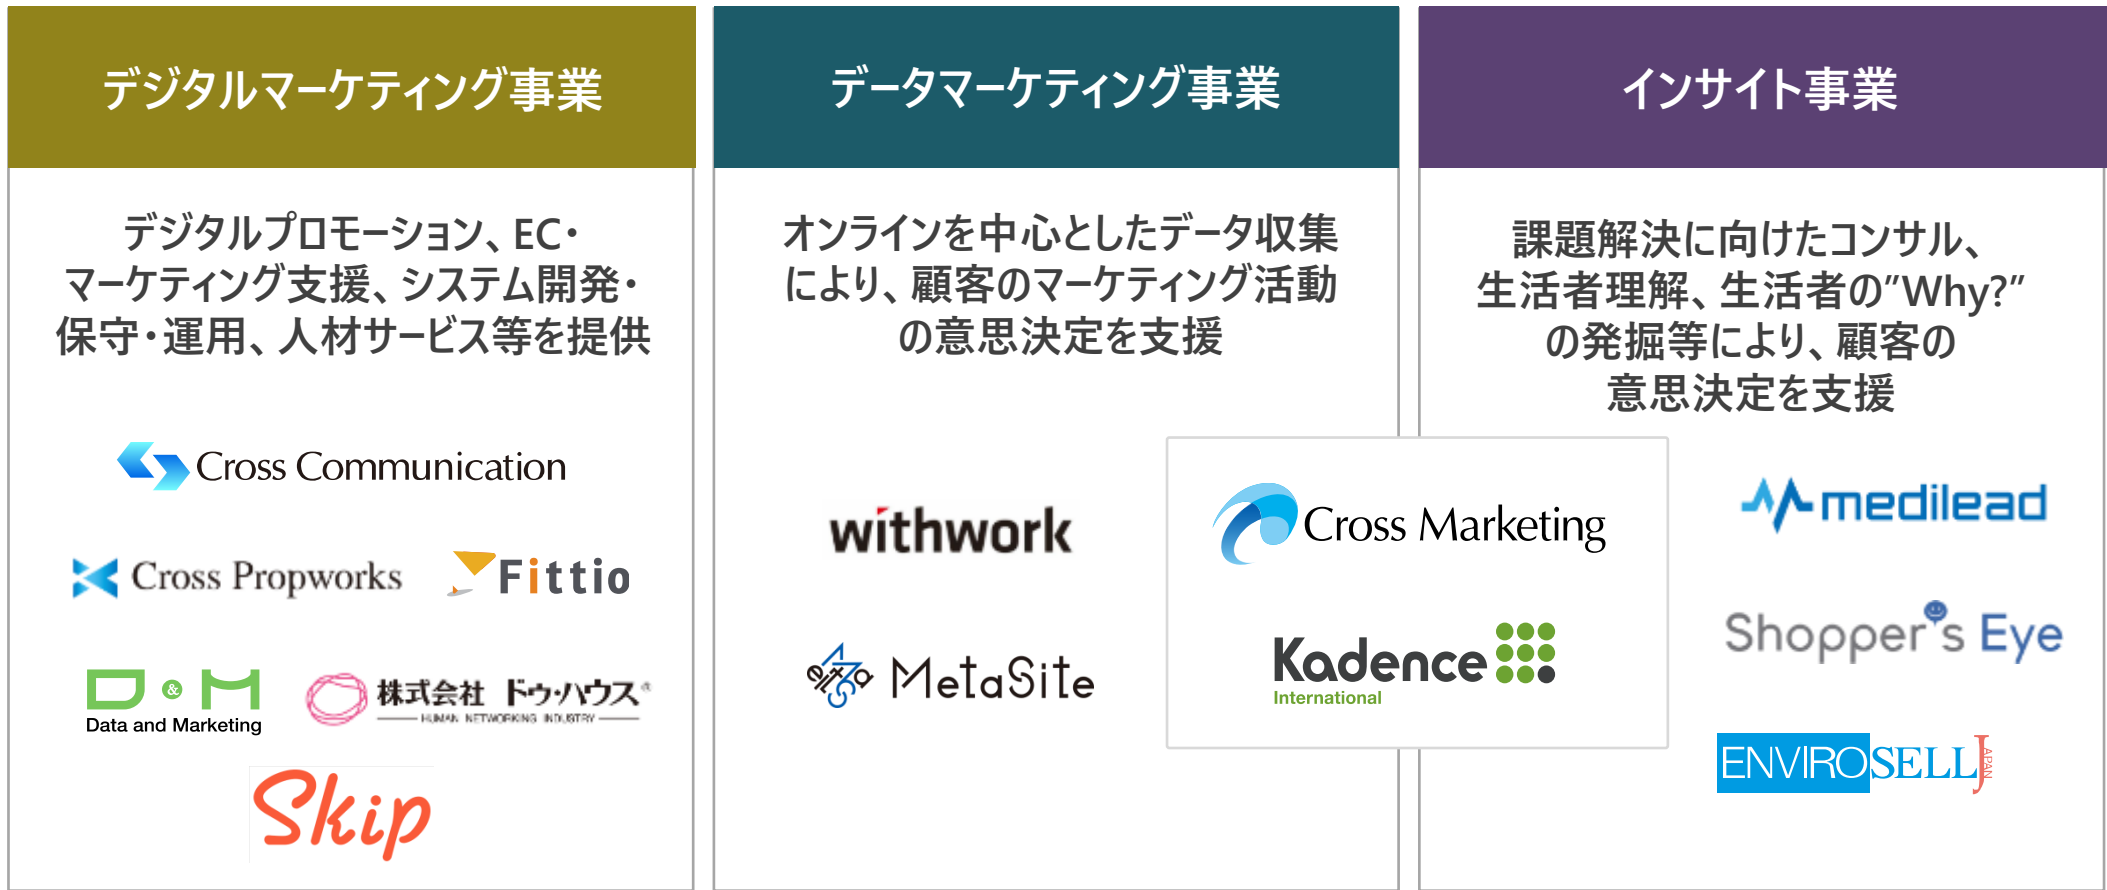 デジタルマーケティング事業
デジタルプロモーション、EC・
マーケティング支援、システム開発・
保守・運用、人材サービス等を提供
Cross Communication
Cross Propworks
Fittio
D & M
Data and Marketing
株式会社 ドゥ・ハウス
HUMAN NETWORKING INDUSTRY
Skip
データマーケティング事業
オンラインを中心としたデータ収集
により、顧客のマーケティング活動
の意思決定を支援
withwork
MetaSite
Cross Marketing
Kadence
International
インサイト事業
課題解決に向けたコンサル、
生活者理解、生活者の"Why?"
の発掘等により、顧客の
意思決定を支援
medilead
Shopper's Eye
ENVIROSELL JAPAN